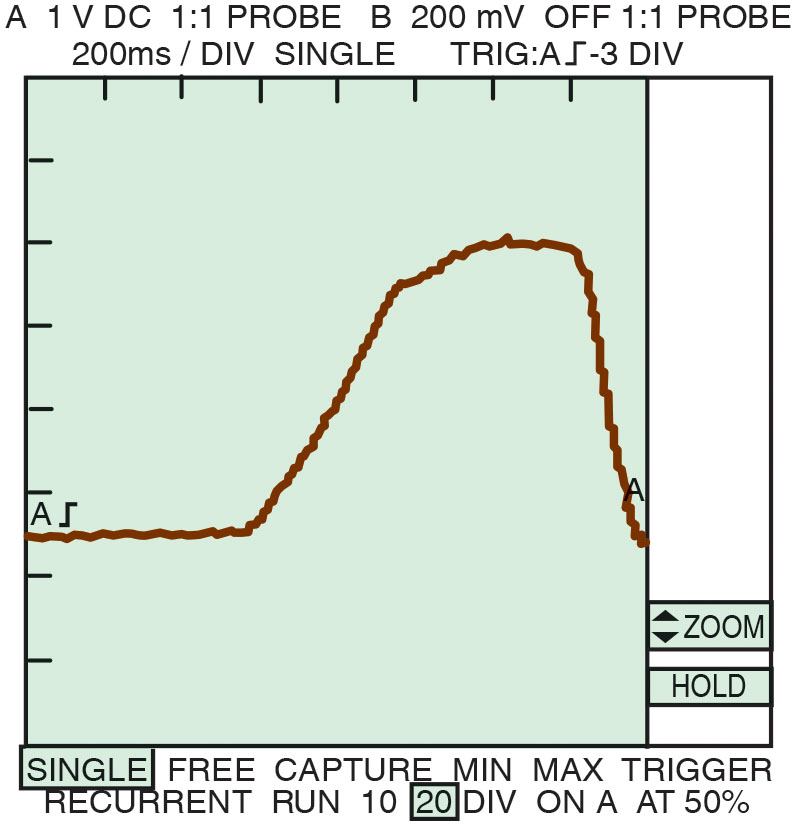 A 1 V DC 1:1 PROBE B 200 mV OFF 1:1 PROBE
200ms / DIV SINGLE TRIG:A-3 DIV
A
A
ZOOM
HOLD
SINGLE FREE CAPTURE MIN MAX TRIGGER
RECURRENT RUN 10 20 DIV ON A AT 50%